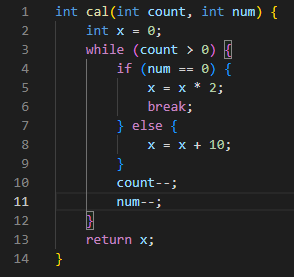 1 int cal(int count, int num) {
2     int x = 0;
3     while (count > 0) {
4         if (num == 0) {
5             x = x * 2;
6             break;
7         } else {
8             x = x + 10;
9         }
10         count--;
11         num--;
12     }
13     return x;
14 }